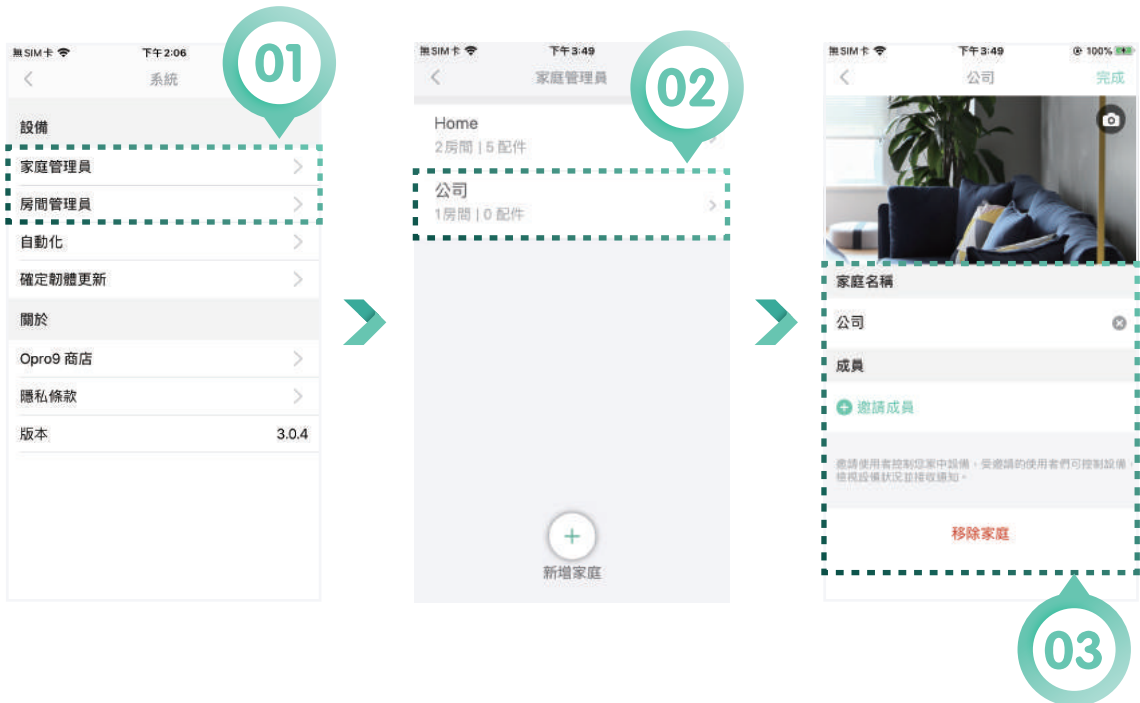 無SIM卡
下午2:06
系統
01
設備
家庭管理員
房間管理員
自動化
確定韌體更新
關於
Opro9 商店
隱私條款
版本
3.0.4
無SIM卡
下午3:49
家庭管理員
02
Home
2房間 | 5 配件
公司
1房間 | 0 配件
新增家庭
無SIM卡
下午3:49
100%
公司
完成
家庭名稱
公司
成員
邀請成員
邀請使用者控制您家中設備，受邀請的使用者們可控制設備，
檢視設備狀況並接收通知。
移除家庭
03